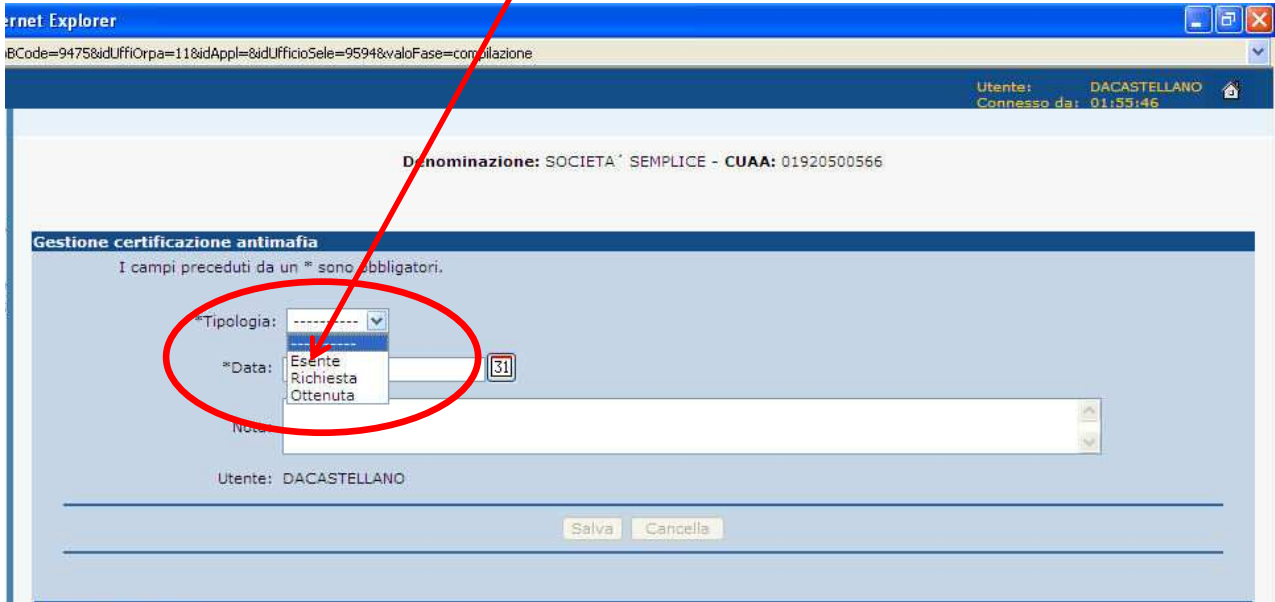 ernet Explorer
BCode=9475&idUffiOrpa=11&idAppl=&idUfficioSele=9594&valoFase=compilazione
Utente: DACASTELLANO
Connesso da: 01:55:46
Denominazione: SOCIETA´ SEMPLICE - CUAA: 01920500566
Gestione certificazione antimafia
I campi preceduti da un * sono obbligatori.
*Tipologia: ----------
----------
Esente
*Data: 31
Richiesta
Ottenuta
Nota:
Utente: DACASTELLANO
Salva Cancella